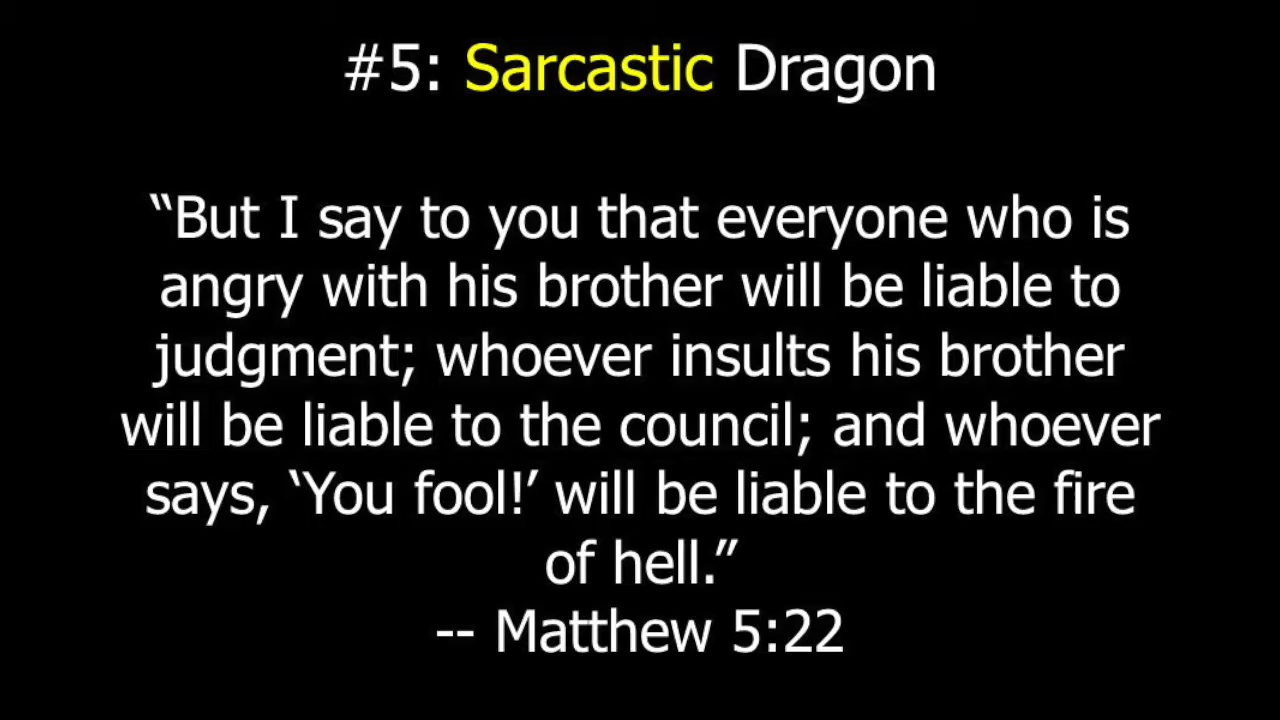 #5: Sarcastic Dragon
“But I say to you that everyone who is
angry with his brother will be liable to
judgment; whoever insults his brother
will be liable to the council; and whoever
says, ‘You fool!’ will be liable to the fire
of hell.”
-- Matthew 5:22